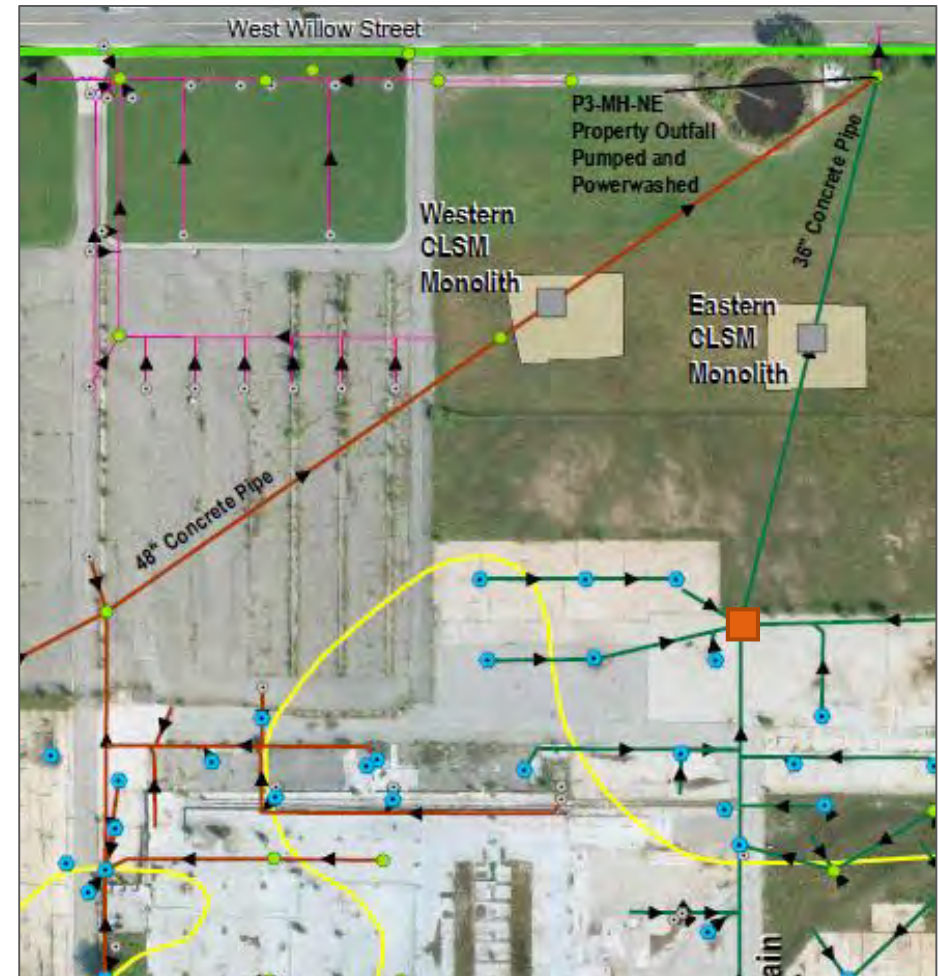 West Willow Street
P3-MH-NE
Property Outfall
Pumped and
Powerwashed
36" Concrete Pipe
Western
CLSM
Monolith
Eastern
CLSM
Monolith
48" Concrete Pipe
ain